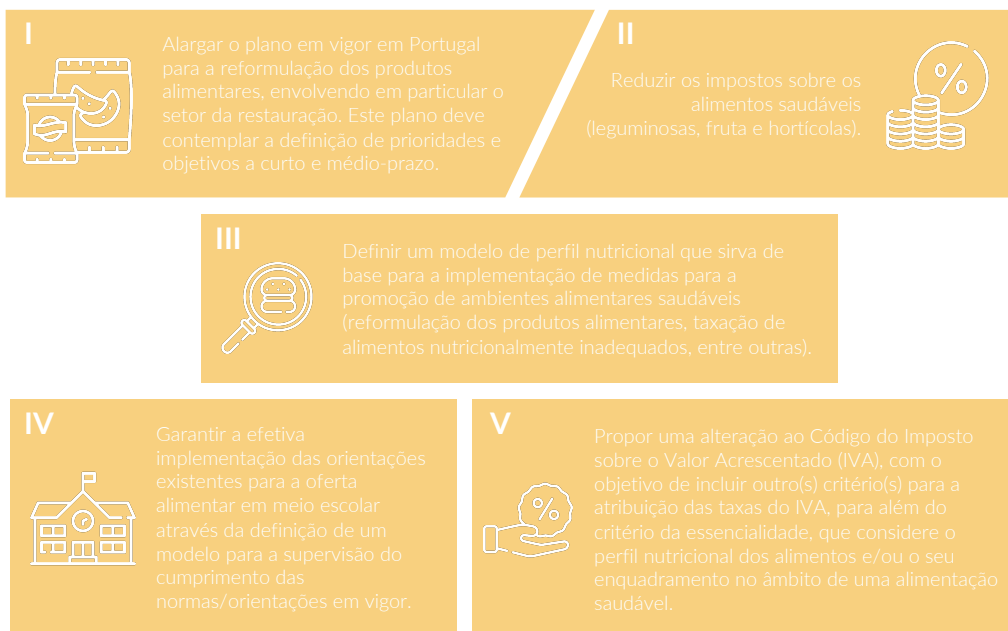 I
Alargar o plano em vigor em Portugal
para a reformulação dos produtos
alimentares, envolvendo em particular o
setor da restauração. Este plano deve
contemplar a definição de prioridades e
objetivos a curto e médio-prazo.
II
Reduzir os impostos sobre os
alimentos saudáveis
(leguminosas, fruta e hortícolas).
III
Definir um modelo de perfil nutricional que sirva de
base para a implementação de medidas para a
promoção de ambientes alimentares saudáveis
(reformulação dos produtos alimentares, taxação de
alimentos nutricionalmente inadequados, entre outras).
IV
Garantir a efetiva
implementação das orientações
existentes para a oferta
alimentar em meio escolar
através da definição de um
modelo para a supervisão do
cumprimento das
normas/orientações em vigor.
V
Propor uma alteração ao Código do Imposto
sobre o Valor Acrescentado (IVA), com o
objetivo de incluir outro(s) critério(s) para a
atribuição das taxas do IVA, para além do
critério da essencialidade, que considere o
perfil nutricional dos alimentos e/ou o seu
enquadramento no âmbito de uma alimentação
saudável.